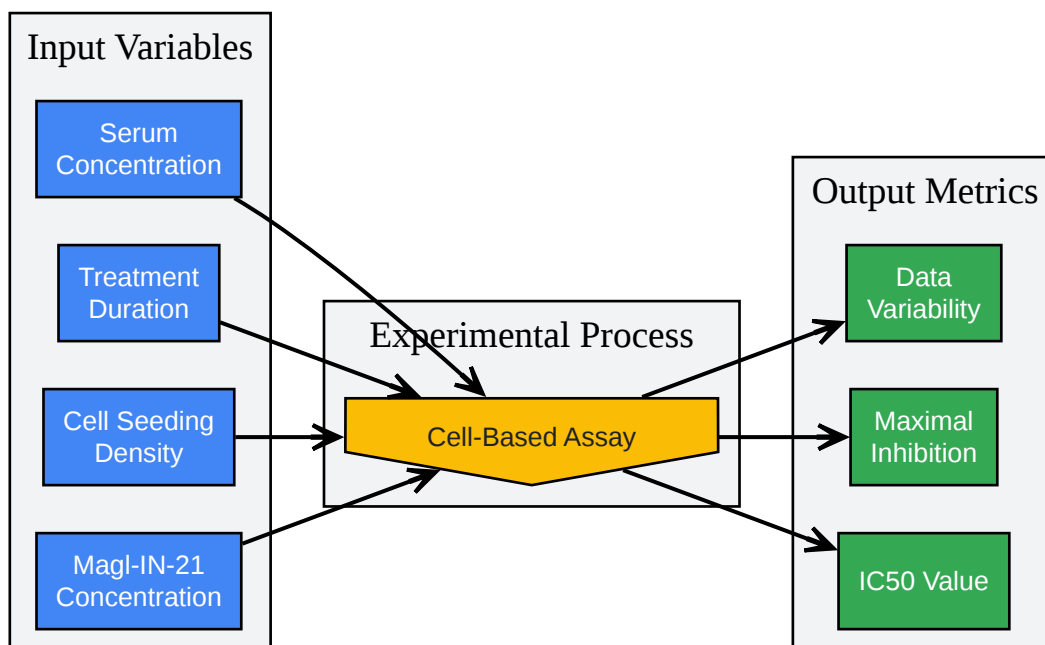 Input Variables
Serum
Concentration
Treatment
Duration
Cell Seeding
Density
Magl-IN-21
Concentration
Experimental Process
Cell-Based Assay
Output Metrics
Data
Variability
Maximal
Inhibition
IC50 Value